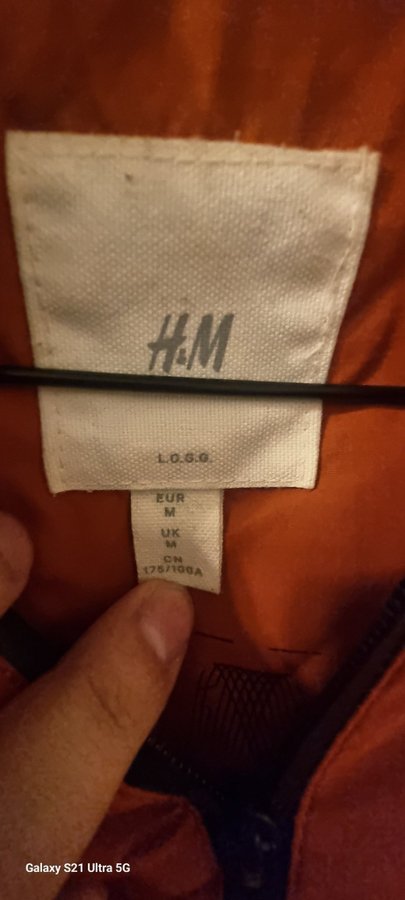 H&M
L.O.G.G.
EUR
M
UK
M
CN
175/100A
Galaxy S21 Ultra 5G